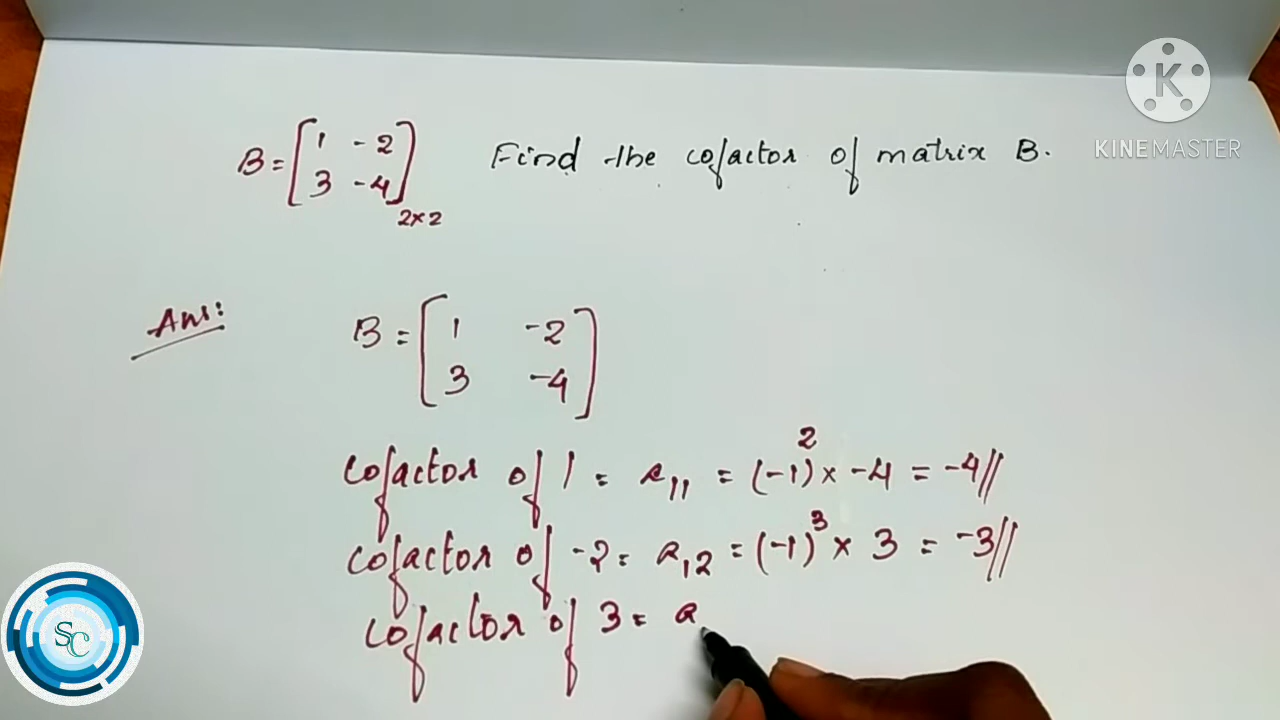 B = [ 1 -2 Find the cofactor of matrix B.
3 -4 ] 2×2
Ans:
B = [ 1 -2
3 -4 ]
cofactor of 1 = a₁₁ = (-1)² × -4 = -4//
cofactor of -2 = a₁₂ = (-1)³ × 3 = -3//
cofactor of 3 = a
K
KINEMASTER
SC